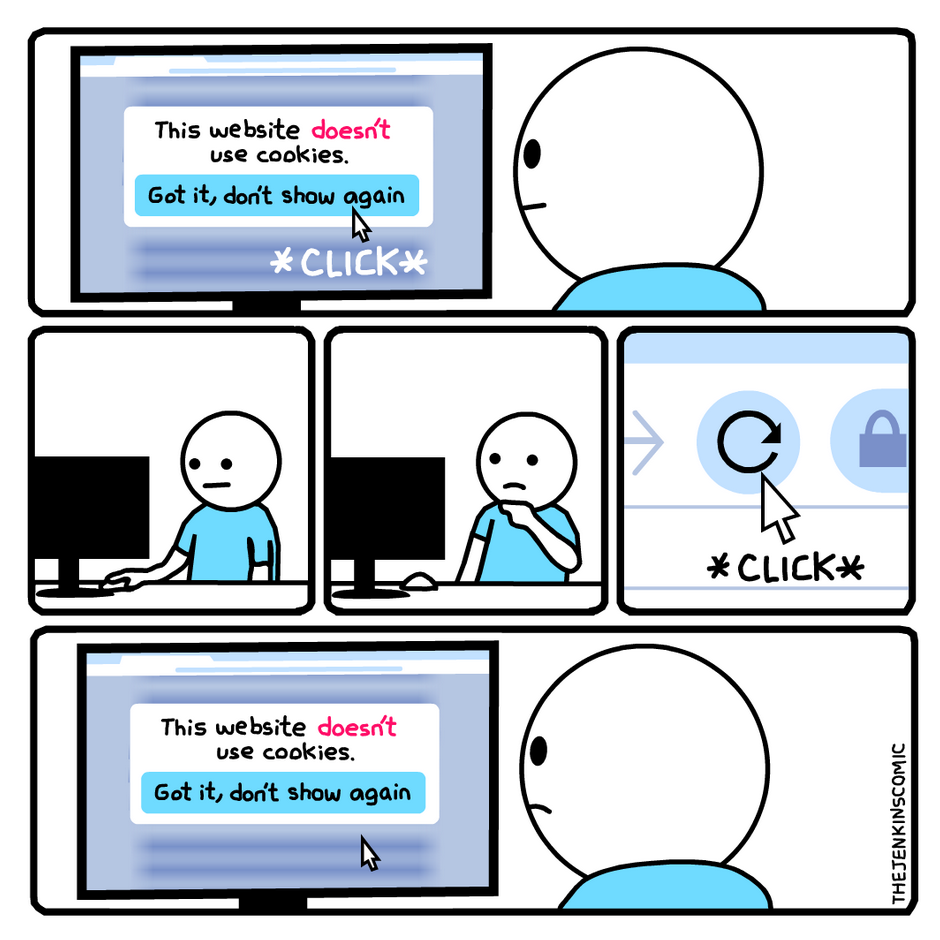 This website doesn't
use cookies.
Got it, don't show again
*CLICK*
*CLICK*
This website doesn't
use cookies.
Got it, don't show again
THEJENKINSCOMIC